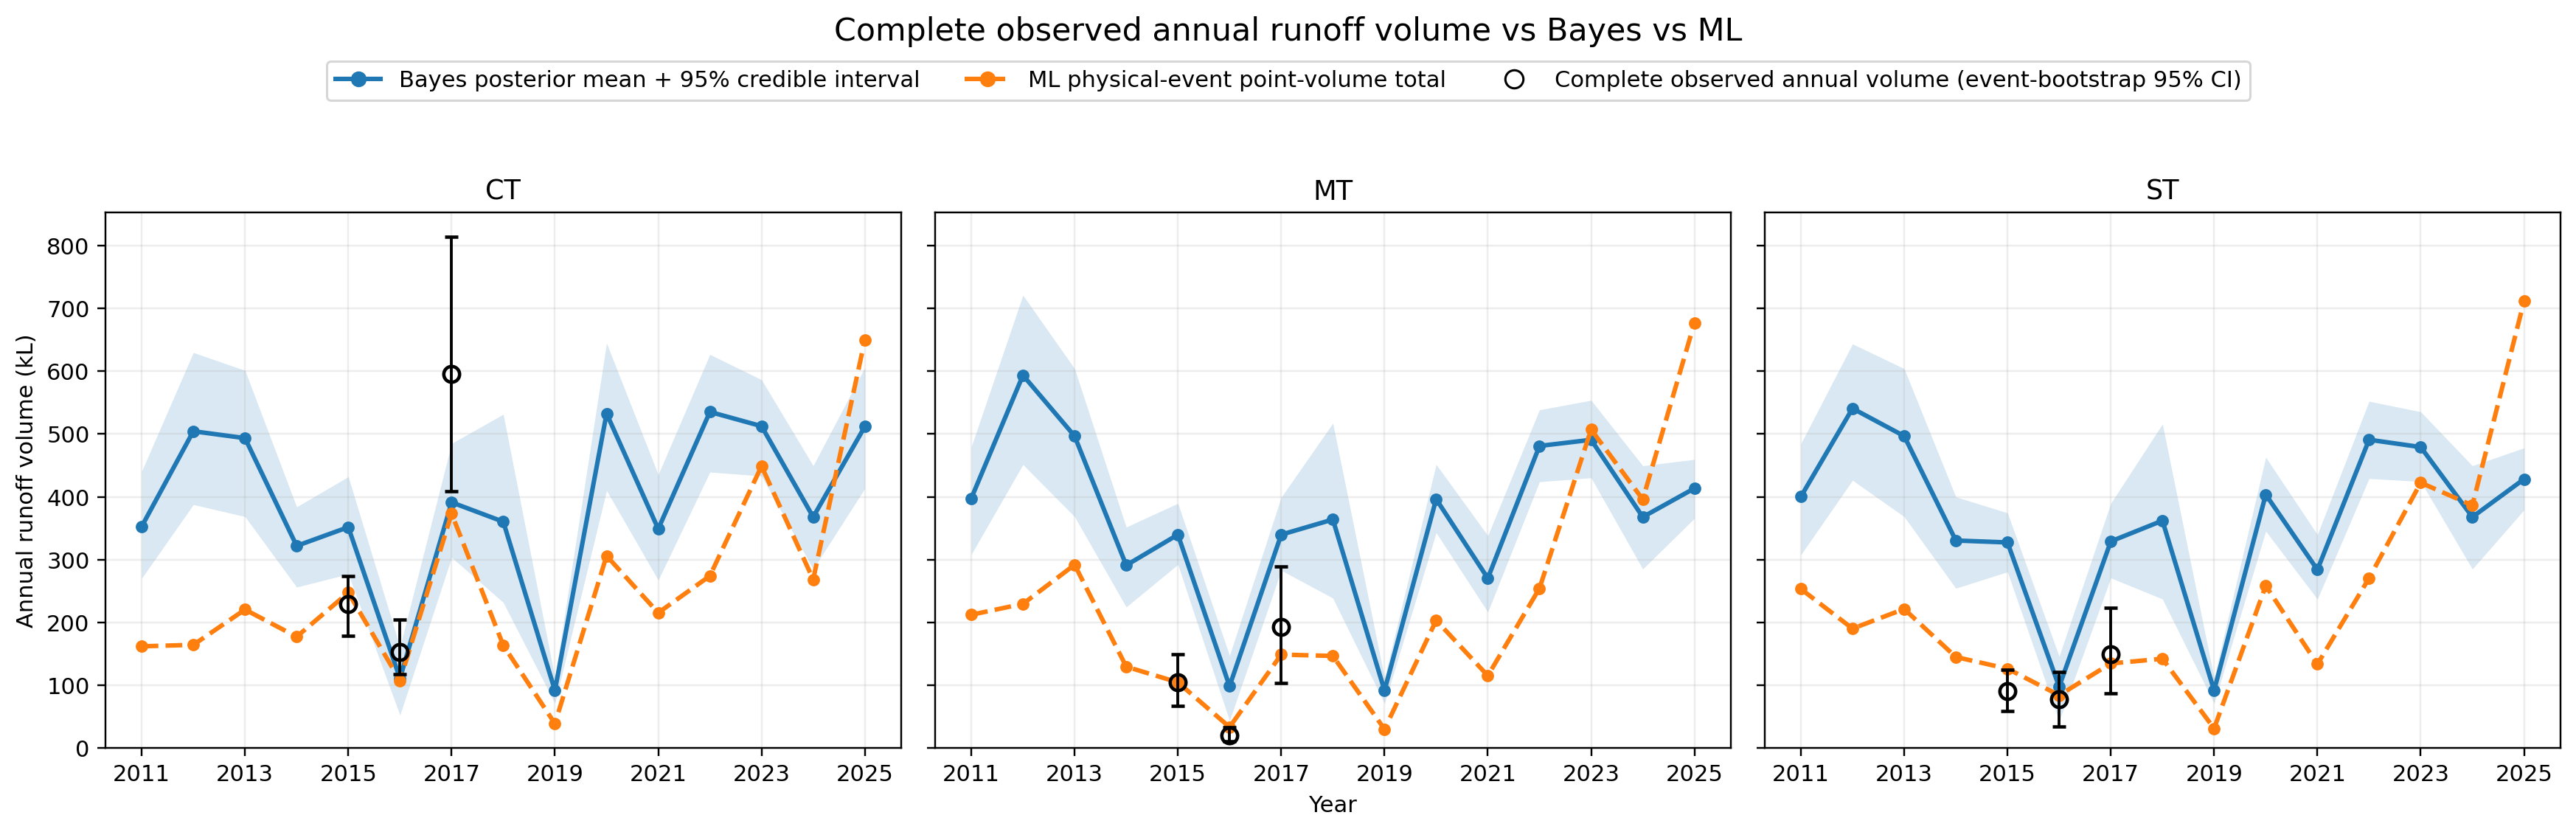 Complete observed annual runoff volume vs Bayes vs ML
Bayes posterior mean + 95% credible interval
ML physical-event point-volume total
Complete observed annual volume (event-bootstrap 95% CI)
CT
MT
ST
Annual runoff volume (kL)
800
700
600
500
400
300
200
100
0
2011 2013 2015 2017 2019 2021 2023 2025
2011 2013 2015 2017 2019 2021 2023 2025
2011 2013 2015 2017 2019 2021 2023 2025
Year